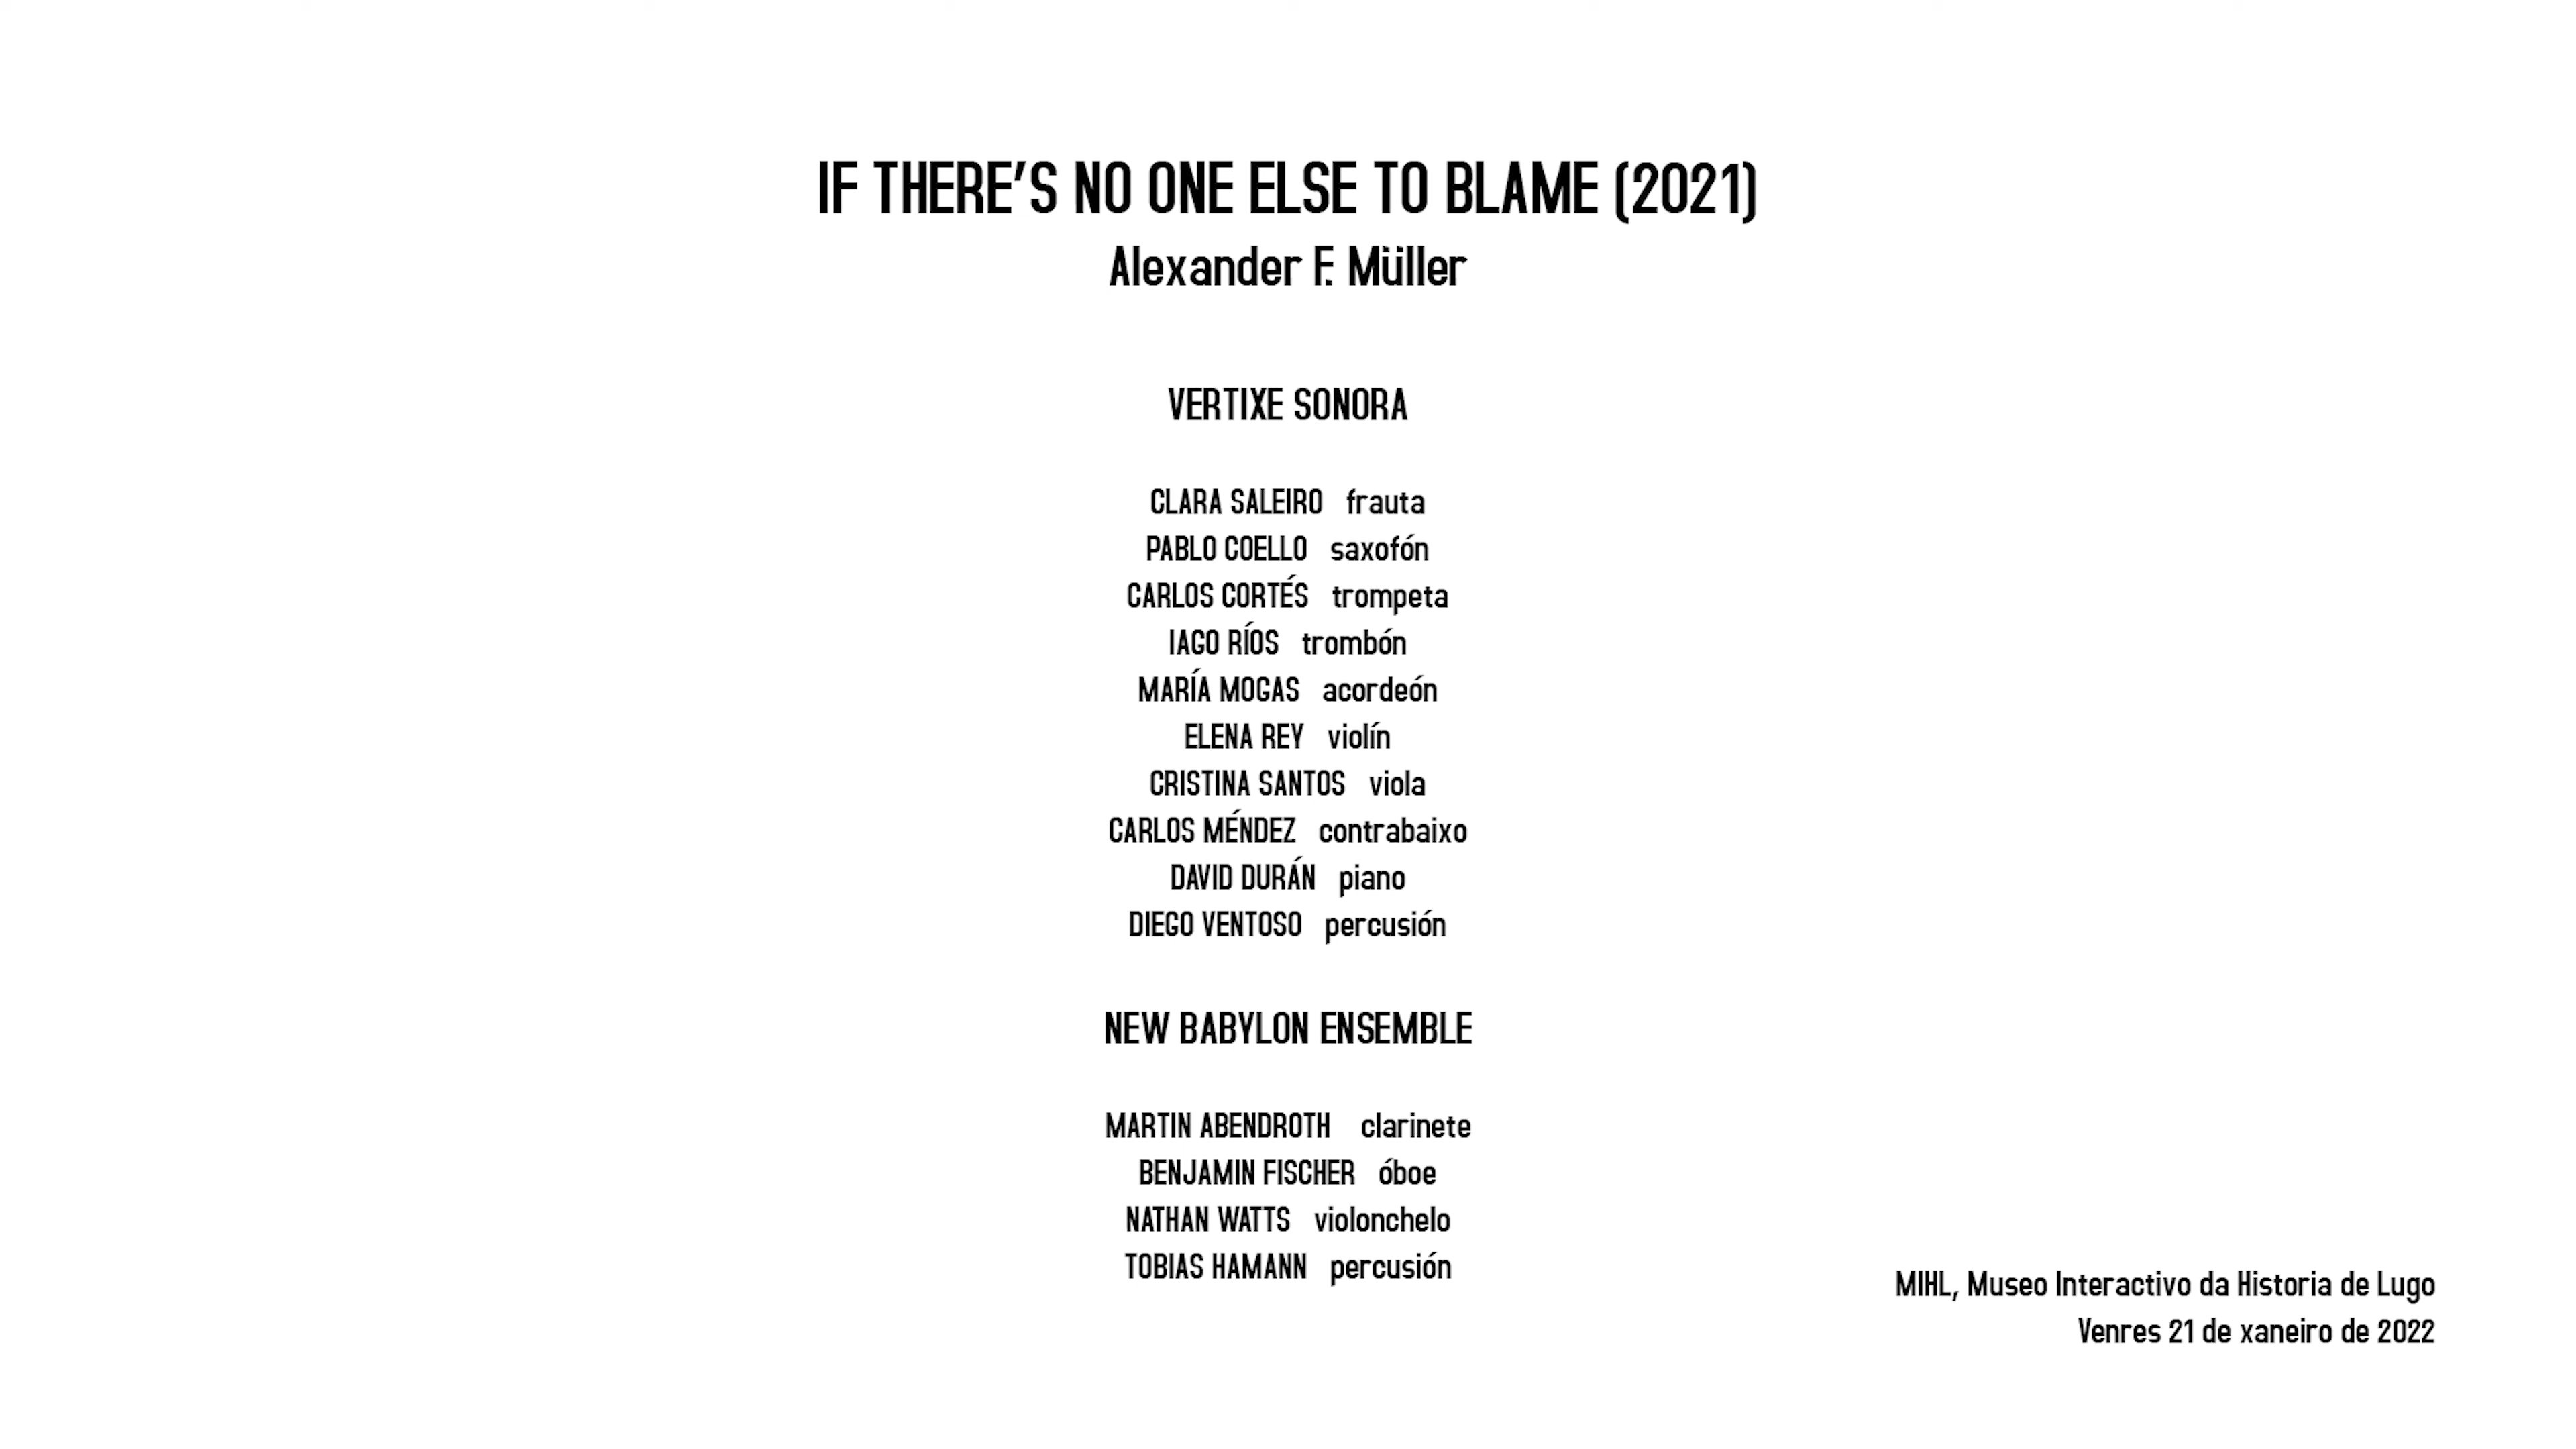 IF THERE'S NO ONE ELSE TO BLAME (2021)
Alexander F. Müller
VERTIXE SONORA
CLARA SALEIRO frauta
PABLO COELLO saxofón
CARLOS CORTÉS trompeta
IAGO RÍOS trombón
MARÍA MOGAS acordeón
ELENA REY violín
CRISTINA SANTOS viola
CARLOS MÉNDEZ contrabaixo
DAVID DURÁN piano
DIEGO VENTOSO percusión
NEW BABYLON ENSEMBLE
MARTIN ABENDROTH clarinete
BENJAMIN FISCHER óboe
NATHAN WATTS violonchelo
TOBIAS HAMANN percusión
MIHL, Museo Interactivo da Historia de Lugo
Venres 21 de xaneiro de 2022